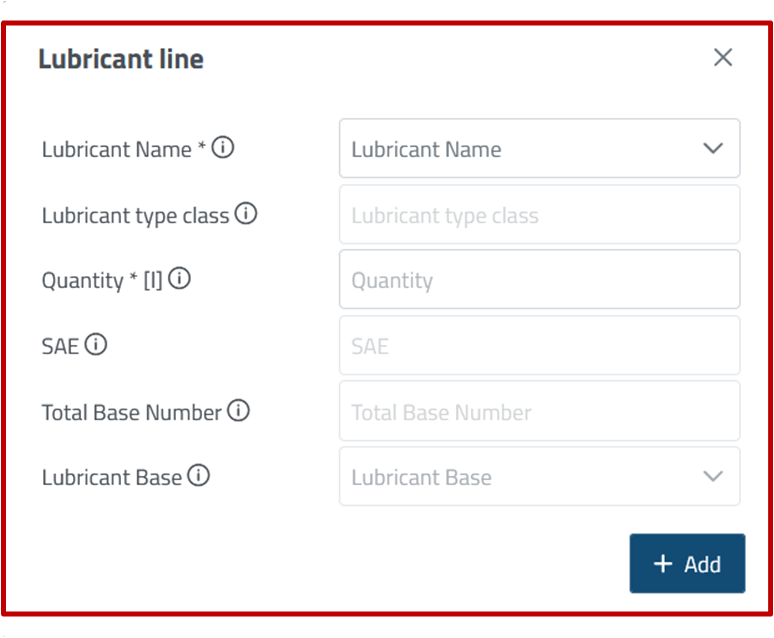 Lubricant line
Lubricant Name * Lubricant Name
Lubricant type class Lubricant type class
Quantity * [l] Quantity
SAE SAE
Total Base Number Total Base Number
Lubricant Base Lubricant Base
+ Add